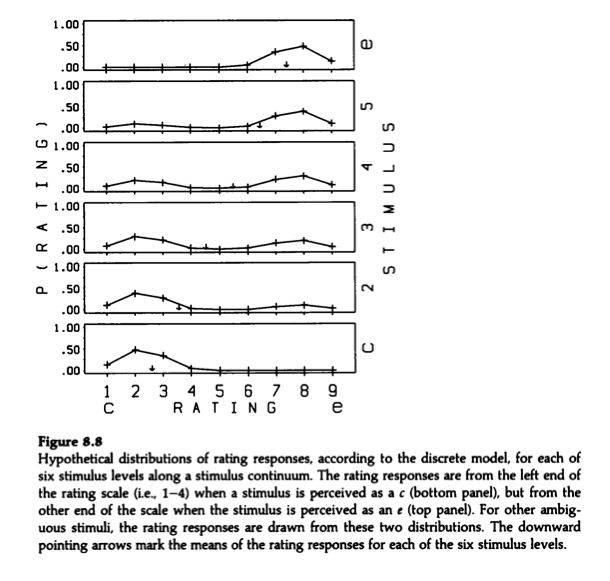 1.00
.50
.00
e
1.00
.50
.00
5
1.00
.50
.00
4
1.00
.50
.00
3
1.00
.50
.00
2
1.00
.50
.00
C
P (RATING)
STIMULUS
1 2 3 4 5 6 7 8 9
C RATING e
Figure 8.8
Hypothetical distributions of rating responses, according to the discrete model, for each of
six stimulus levels along a stimulus continuum. The rating responses are from the left end of
the rating scale (i.e., 1–4) when a stimulus is perceived as a c (bottom panel), but from the
other end of the scale when the stimulus is perceived as an e (top panel). For other ambig-
uous stimuli, the rating responses are drawn from these two distributions. The downward
pointing arrows mark the means of the rating responses for each of the six stimulus levels.